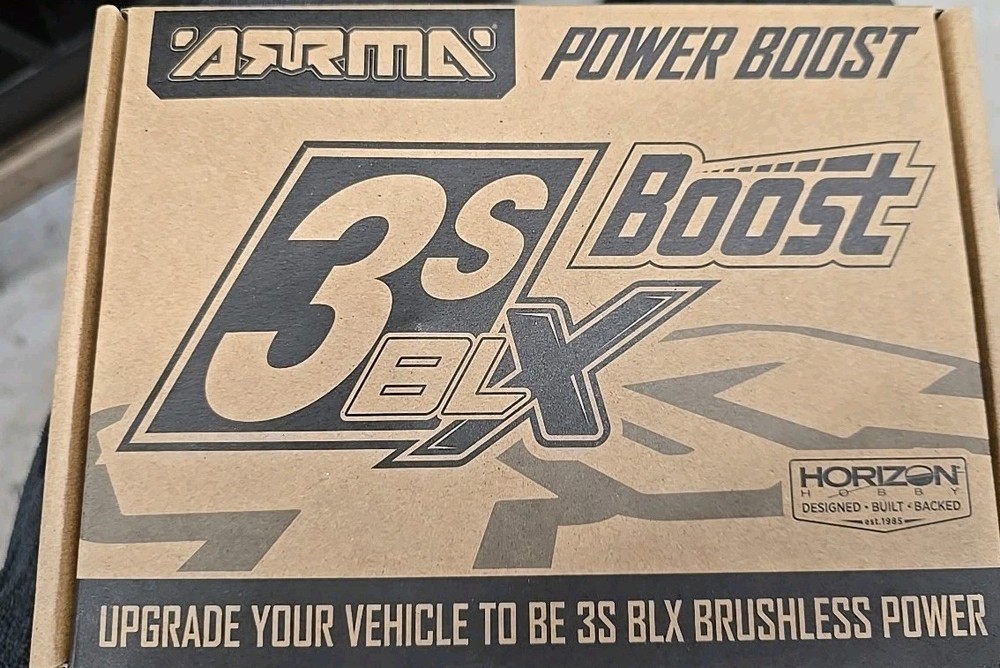 ARRMA POWER BOOST
3S BLX Boost
HORIZON
HOBBY
DESIGNED • BUILT • BACKED
est.1985
UPGRADE YOUR VEHICLE TO BE 3S BLX BRUSHLESS POWER